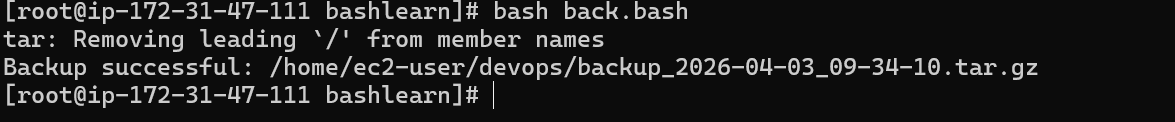 [root@ip-172-31-47-111 bashlearn]# bash back.bash
tar: Removing leading `/' from member names
Backup successful: /home/ec2-user/devops/backup_2026-04-03_09-34-10.tar.gz
[root@ip-172-31-47-111 bashlearn]#